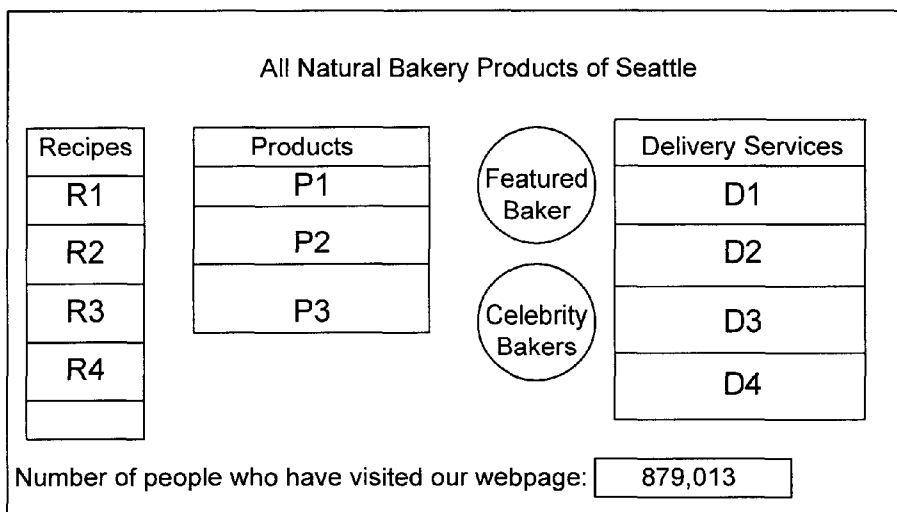 All Natural Bakery Products of Seattle
Recipes
R1
R2
R3
R4
Products
P1
P2
P3
Featured
Baker
Celebrity
Bakers
Delivery Services
D1
D2
D3
D4
Number of people who have visited our webpage: 879,013